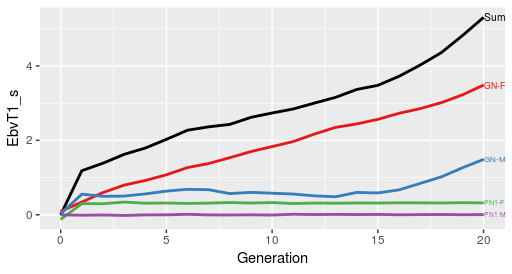 EbvT1_s
4
2
0
Sum
GN-F
GN-M
PN1-F
PN1-M
0
5
10
15
20
Generation